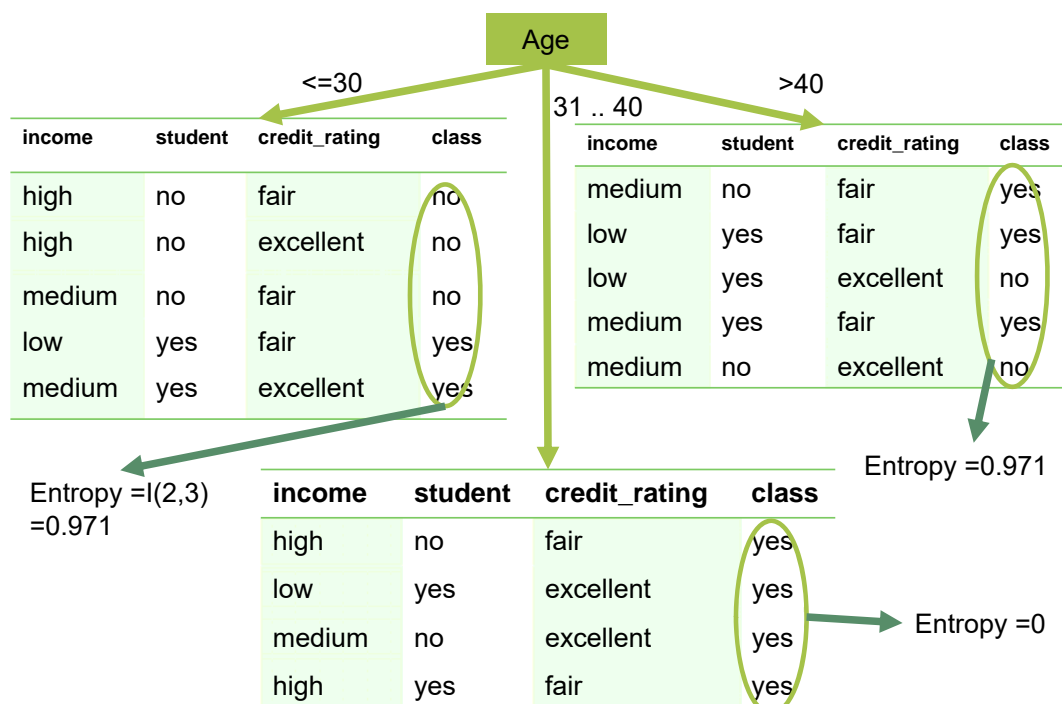 Age
<=30
31 .. 40
>40
income student credit_rating class
high no fair no
high no excellent no
medium no fair no
low yes fair yes
medium yes excellent yes
income student credit_rating class
medium no fair yes
low yes fair yes
low yes excellent no
medium yes fair yes
medium no excellent no
Entropy =I(2,3)
=0.971
Entropy =0.971
income student credit_rating class
high no fair yes
low yes excellent yes
medium no excellent yes
high yes fair yes
Entropy =0